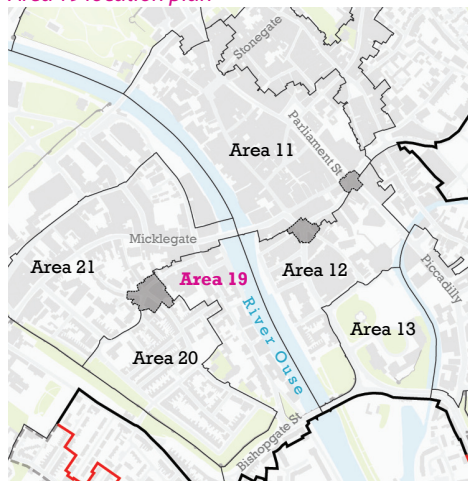 Area 19 location plan
Stonegate
Parliament St
Area 11
Micklegate
Area 21
Area 19
Area 12
Piccadilly
River Ouse
Area 13
Area 20
Bishopgate St